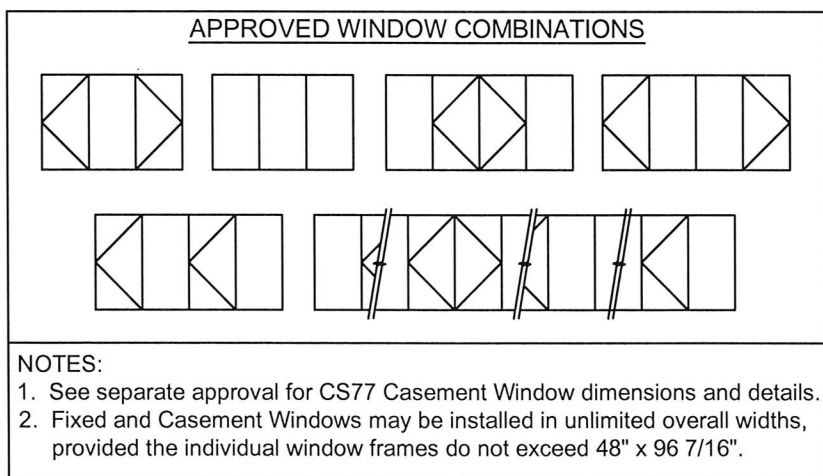 APPROVED WINDOW COMBINATIONS
NOTES:
1. See separate approval for CS77 Casement Window dimensions and details.
2. Fixed and Casement Windows may be installed in unlimited overall widths,
provided the individual window frames do not exceed 48" x 96 7/16".